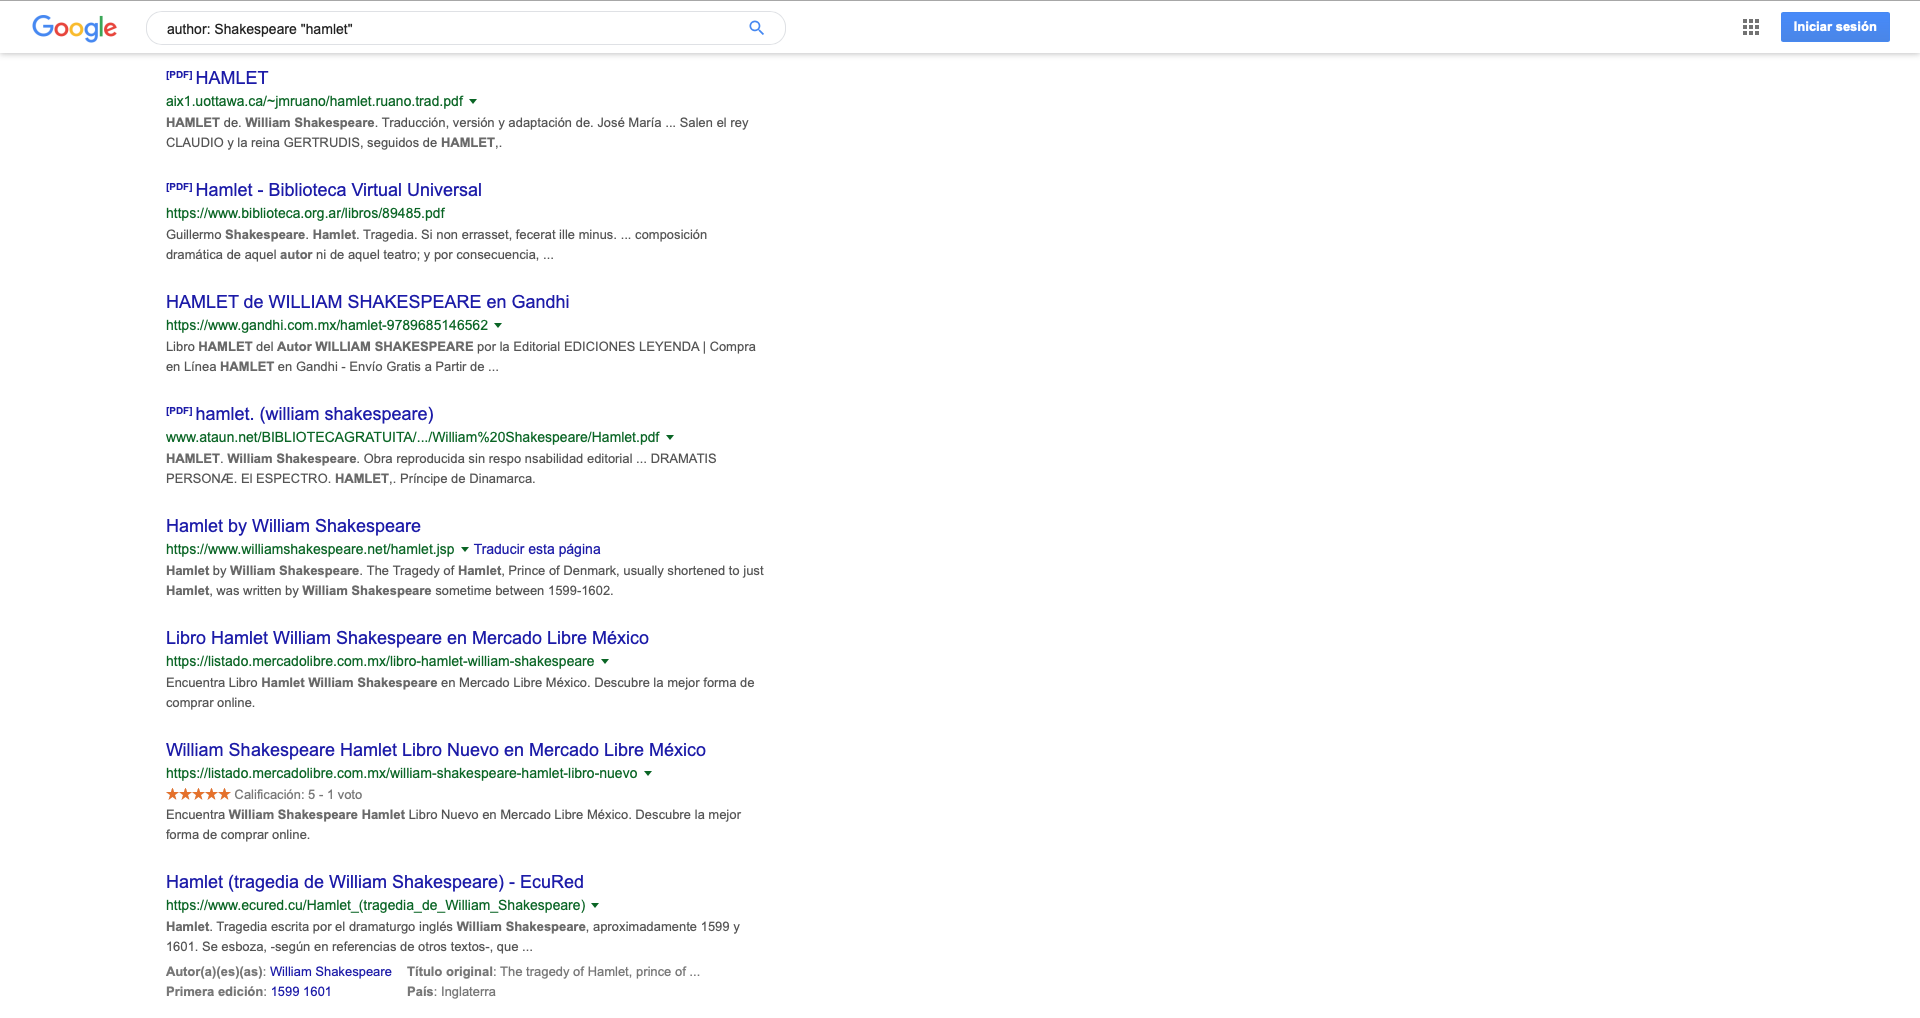 Google
author: Shakespeare "hamlet"
Iniciar sesión
[PDF] HAMLET
aix1.uottawa.ca/~jmruano/hamlet.ruano.trad.pdf
HAMLET de. William Shakespeare. Traducción, versión y adaptación de. José María ... Salen el rey
CLAUDIO y la reina GERTRUDIS, seguidos de HAMLET,.
[PDF] Hamlet - Biblioteca Virtual Universal
https://www.biblioteca.org.ar/libros/89485.pdf
Guillermo Shakespeare. Hamlet. Tragedia. Si non errasset, fecerat ille minus. ... composición
dramática de aquel autor ni de aquel teatro; y por consecuencia, ...
HAMLET de WILLIAM SHAKESPEARE en Gandhi
https://www.gandhi.com.mx/hamlet-9789685146562
Libro HAMLET del Autor WILLIAM SHAKESPEARE por la Editorial EDICIONES LEYENDA | Compra
en Línea HAMLET en Gandhi - Envío Gratis a Partir de ...
[PDF] hamlet. (william shakespeare)
www.ataun.net/BIBLIOTECAGRATUITA/.../William%20Shakespeare/Hamlet.pdf
HAMLET. William Shakespeare. Obra reproducida sin respo nsabilidad editorial ... DRAMATIS
PERSONÆ. El ESPECTRO. HAMLET,. Príncipe de Dinamarca.
Hamlet by William Shakespeare
https://www.williamshakespeare.net/hamlet.jsp Traducir esta página
Hamlet by William Shakespeare. The Tragedy of Hamlet, Prince of Denmark, usually shortened to just
Hamlet, was written by William Shakespeare sometime between 1599-1602.
Libro Hamlet William Shakespeare en Mercado Libre México
https://listado.mercadolibre.com.mx/libro-hamlet-william-shakespeare
Encuentra Libro Hamlet William Shakespeare en Mercado Libre México. Descubre la mejor forma de
comprar online.
William Shakespeare Hamlet Libro Nuevo en Mercado Libre México
https://listado.mercadolibre.com.mx/william-shakespeare-hamlet-libro-nuevo
Calificación: 5 - 1 voto
Encuentra William Shakespeare Hamlet Libro Nuevo en Mercado Libre México. Descubre la mejor
forma de comprar online.
Hamlet (tragedia de William Shakespeare) - EcuRed
https://www.ecured.cu/Hamlet_(tragedia_de_William_Shakespeare)
Hamlet. Tragedia escrita por el dramaturgo inglés William Shakespeare, aproximadamente 1599 y
1601. Se esboza, -según en referencias de otros textos-, que ...
Autor(a)(es)(as): William Shakespeare Título original: The tragedy of Hamlet, prince of ...
Primera edición: 1599 1601 País: Inglaterra